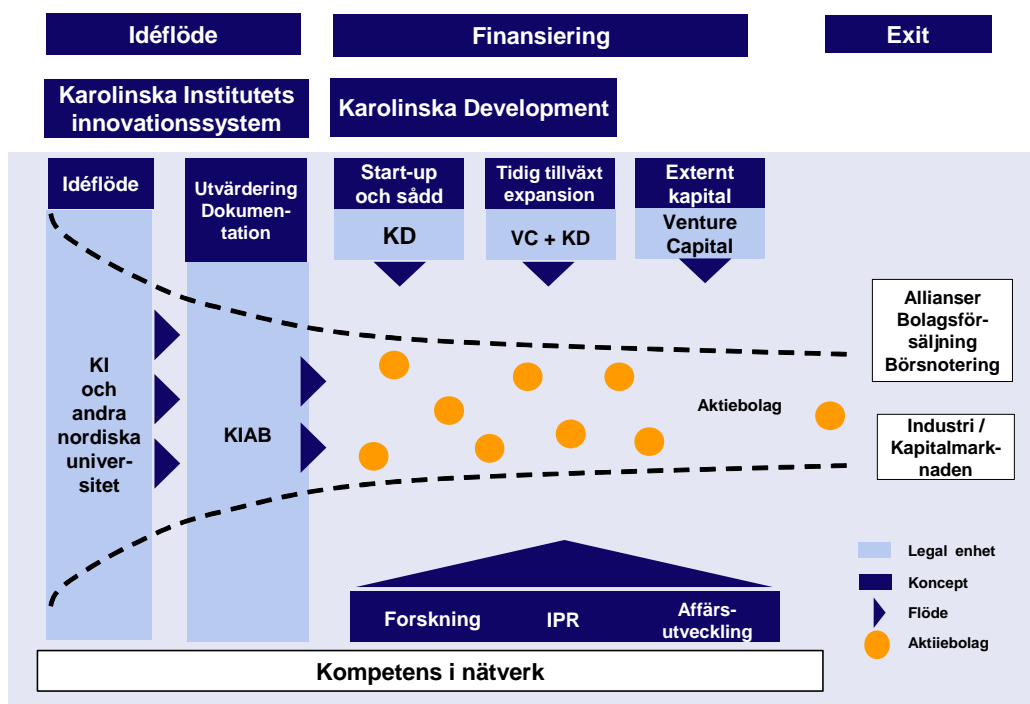 Idéflöde
Finansiering
Exit
Karolinska Institutets
innovationssystem
Karolinska Development
Idéflöde
Utvärdering
Dokumen-
tation
Start-up
och sådd
KD
Tidig tillväxt
expansion
VC + KD
Externt
kapital
Venture
Capital
KI
och
andra
nordiska
univer-
sitet
KIAB
Aktiebolag
Allianser
Bolagsför-
säljning
Börsnotering
Industri /
Kapitalmark-
naden
Legal enhet
Koncept
Flöde
Aktiiebolag
Forskning
IPR
Affärs-
utveckling
Kompetens i nätverk